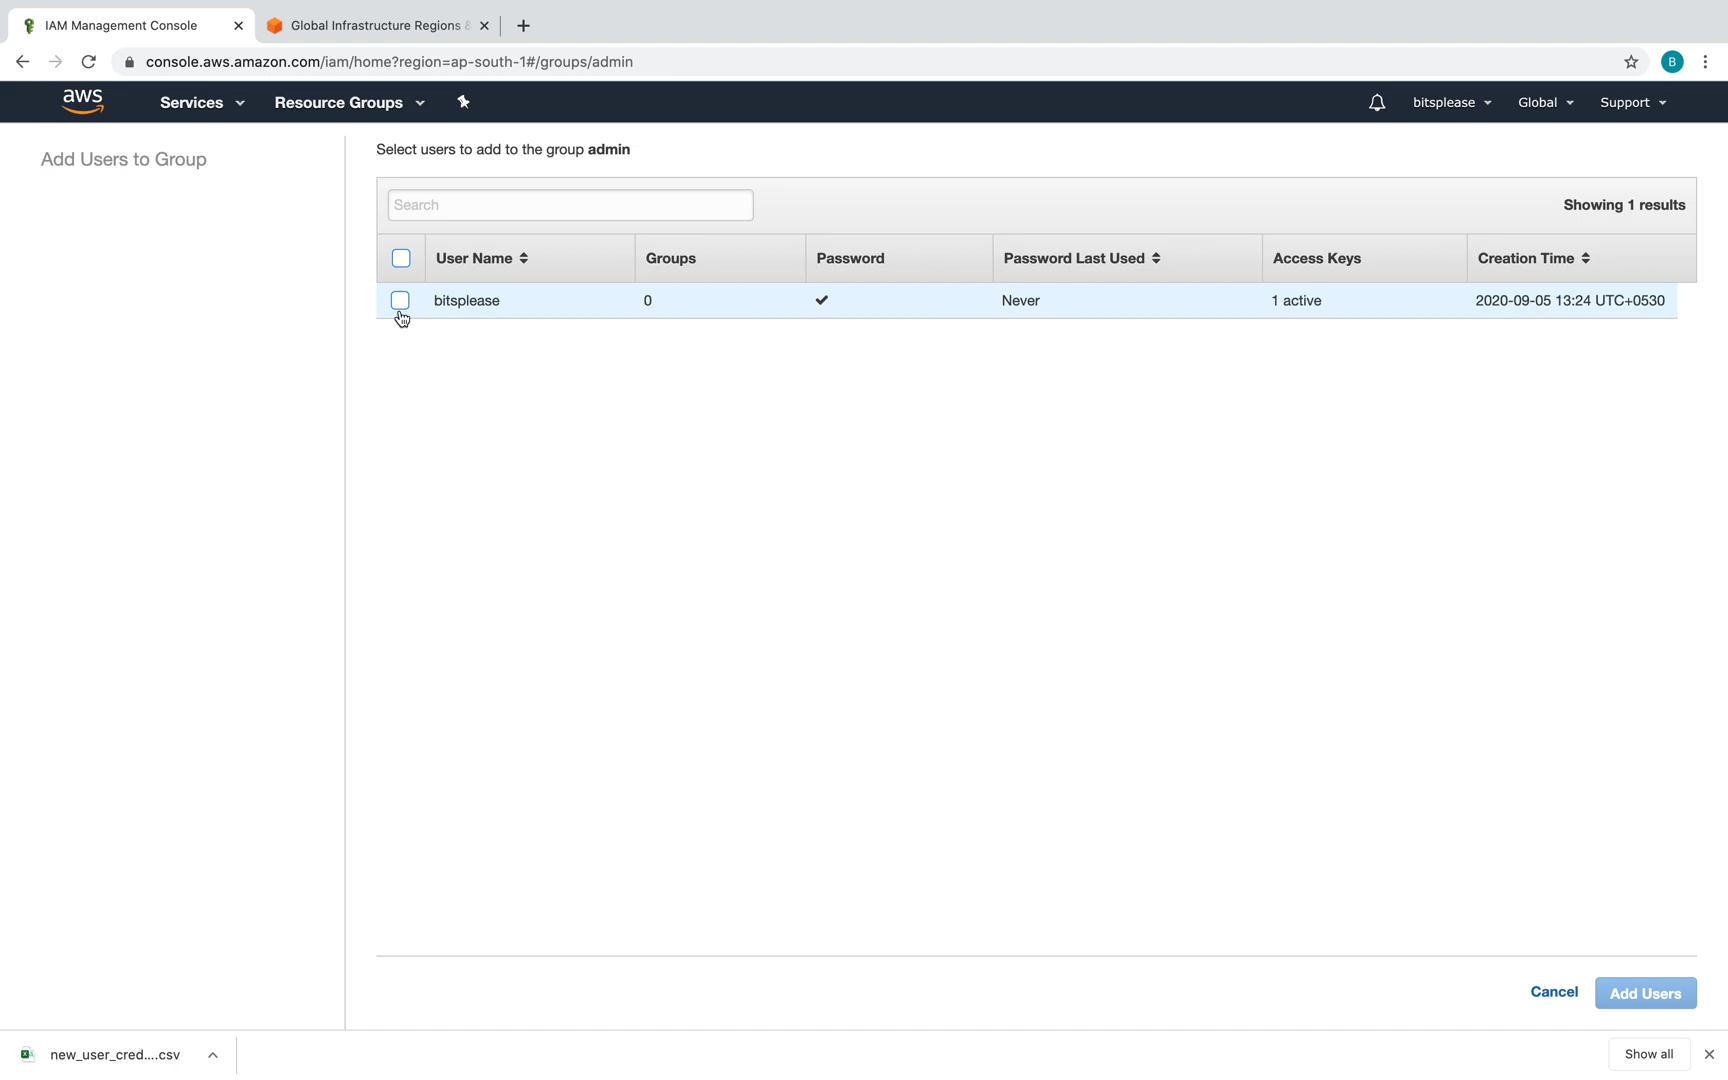 IAM Management Console
Global Infrastructure Regions &
console.aws.amazon.com/iam/home?region=ap-south-1#/groups/admin
B
aws
Services
Resource Groups
bitsplease
Global
Support
Add Users to Group
Select users to add to the group admin
Search
Showing 1 results
User Name
Groups
Password
Password Last Used
Access Keys
Creation Time
bitsplease
0
Never
1 active
2020-09-05 13:24 UTC+0530
Cancel
Add Users
new_user_cred....csv
Show all